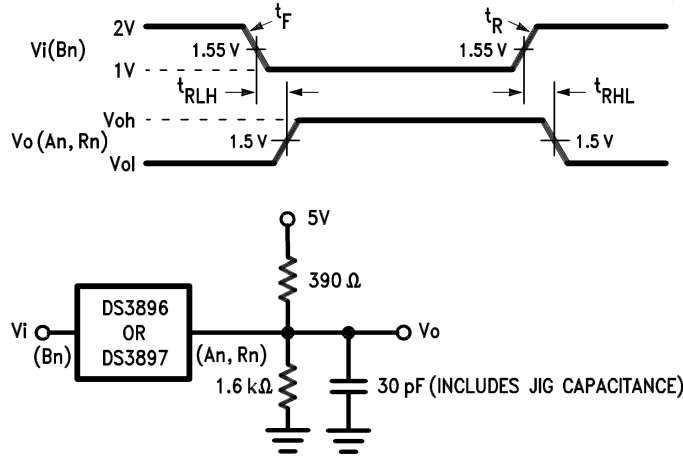 2V
tF
tR
Vi(Bn)
1.55 V
1.55 V
1V
tRLH
tRHL
Voh
Vo (An, Rn)
1.5 V
1.5 V
Vol
5V
390 Ω
DS3896
OR
DS3897
Vi
(Bn)
(An, Rn)
Vo
1.6 kΩ
30 pF (INCLUDES JIG CAPACITANCE)